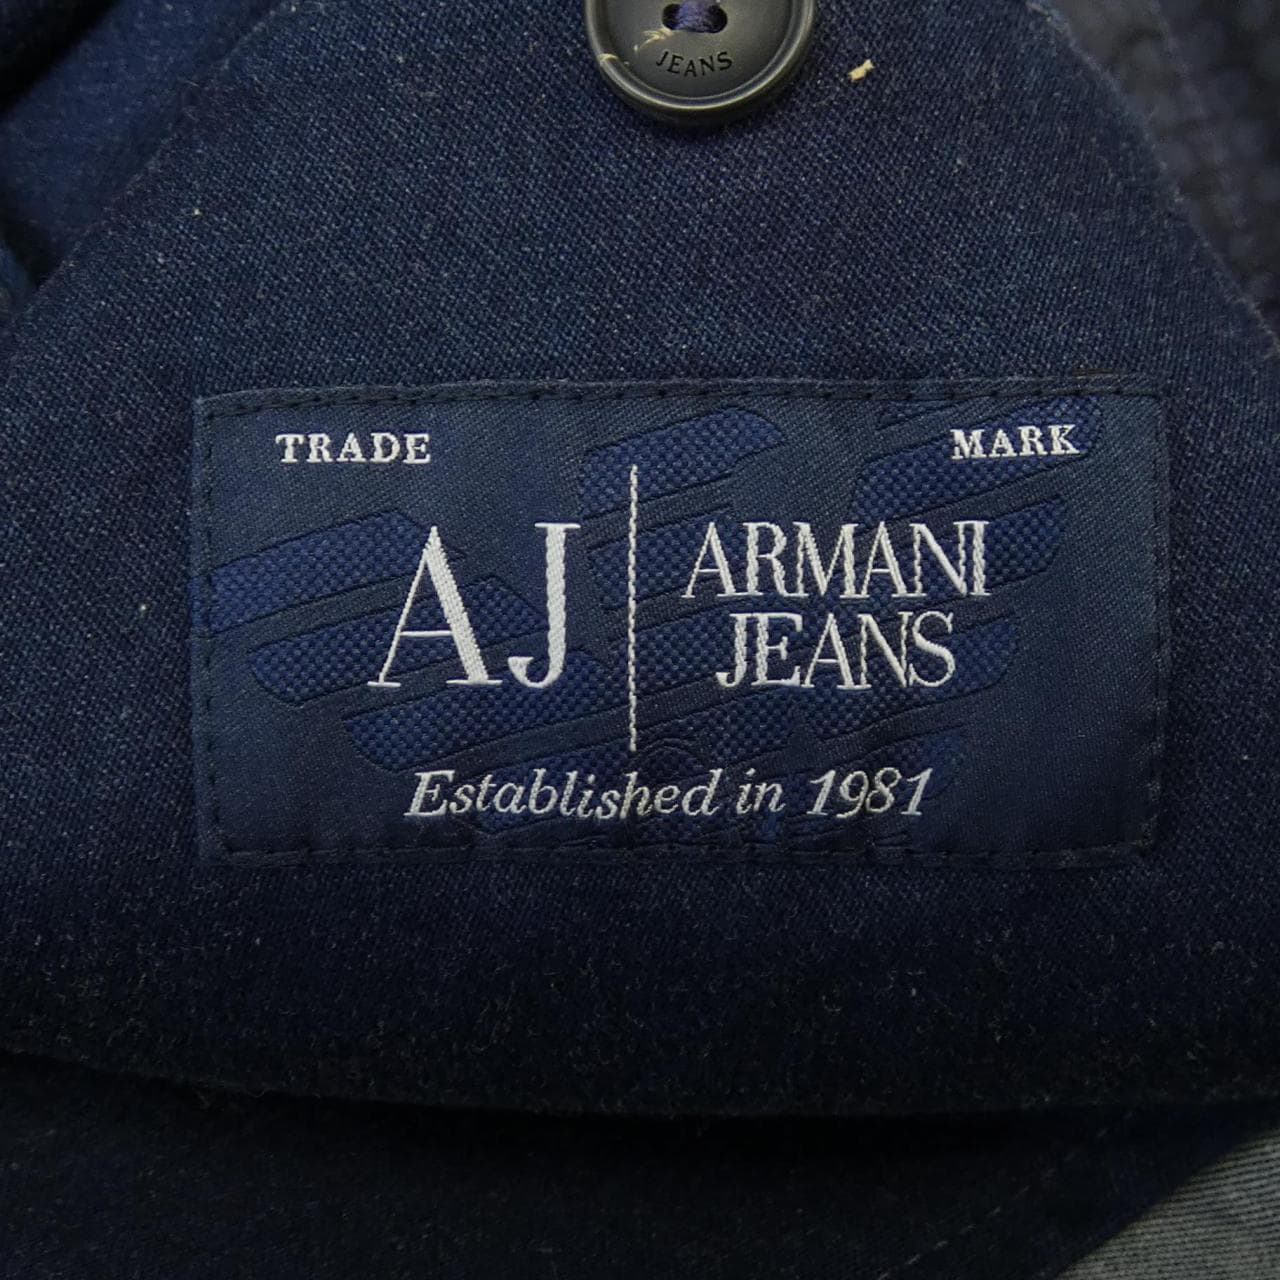 JEANS
TRADE MARK
AJ
ARMANI
JEANS
Established in 1981